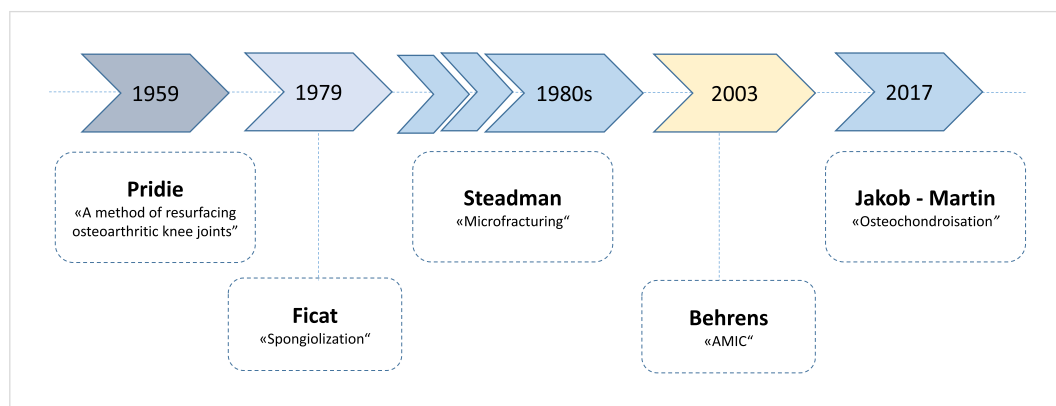 1959
1979
1980s
2003
2017
Pridie
«A method of resurfacing
osteoarthritic knee joints”
Steadman
«Microfracturing“
Jakob - Martin
«Osteochondroisation”
Ficat
«Spongiolization“
Behrens
«AMIC“